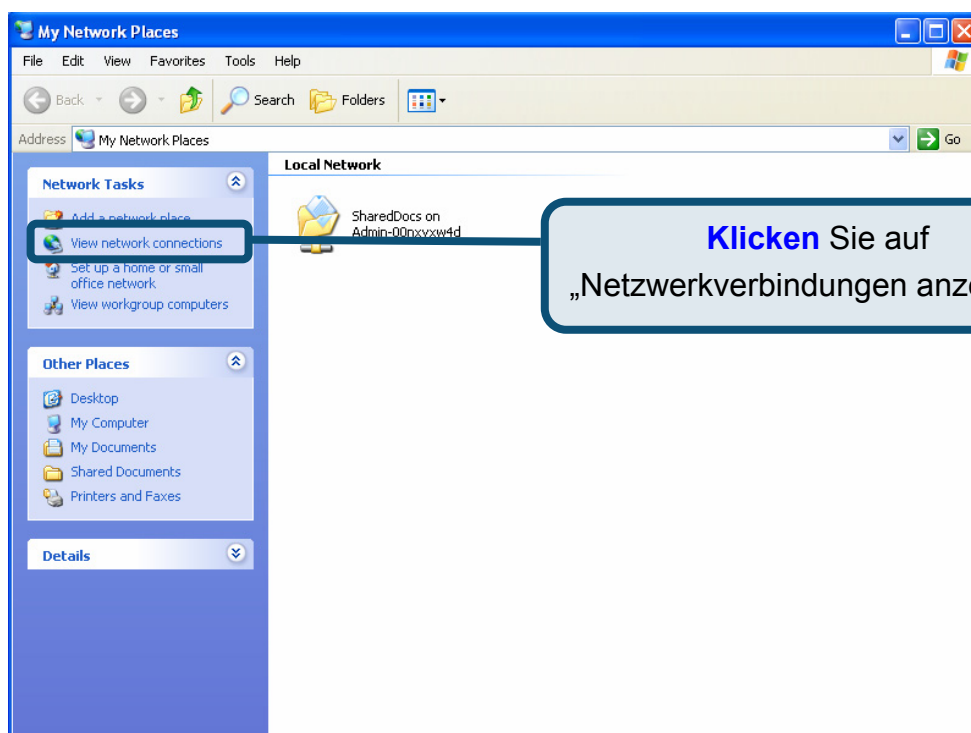 My Network Places
File Edit View Favorites Tools Help
Back Search Folders
Address My Network Places Go
Network Tasks
Add a network place
View network connections
Set up a home or small
office network
View workgroup computers
Other Places
Desktop
My Computer
My Documents
Shared Documents
Printers and Faxes
Details
Local Network
SharedDocs on
Admin-00nxyxw4d
Klicken Sie auf
„Netzwerkverbindungen